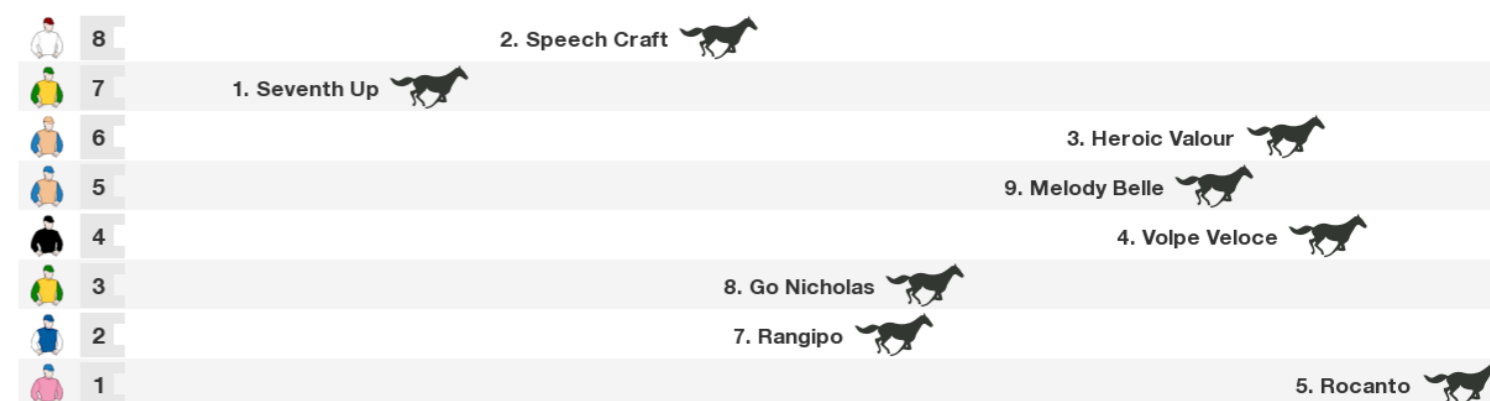 8 2. Speech Craft
7 1. Seventh Up
6 3. Heroic Valour
5 9. Melody Belle
4 4. Volpe Veloce
3 8. Go Nicholas
2 7. Rangipo
1 5. Rocanto